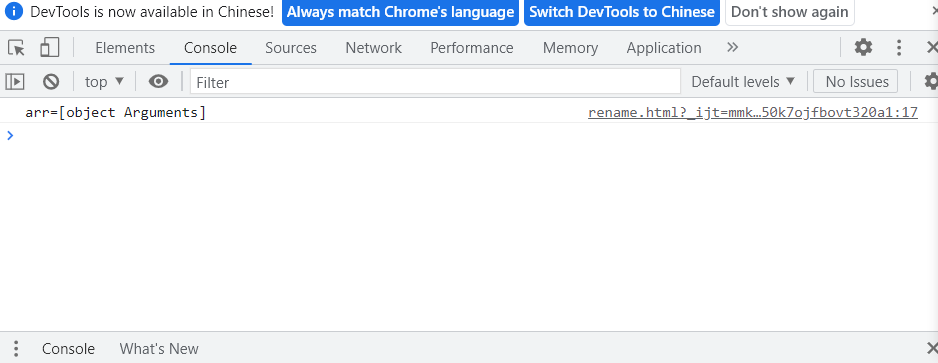 DevTools is now available in Chinese! Always match Chrome's language Switch DevTools to Chinese Don't show again
Elements Console Sources Network Performance Memory Application
top Filter Default levels No Issues
arr=[object Arguments] rename.html?_ijt=mmk…50k7ojfbovt320a1:17
Console What's New